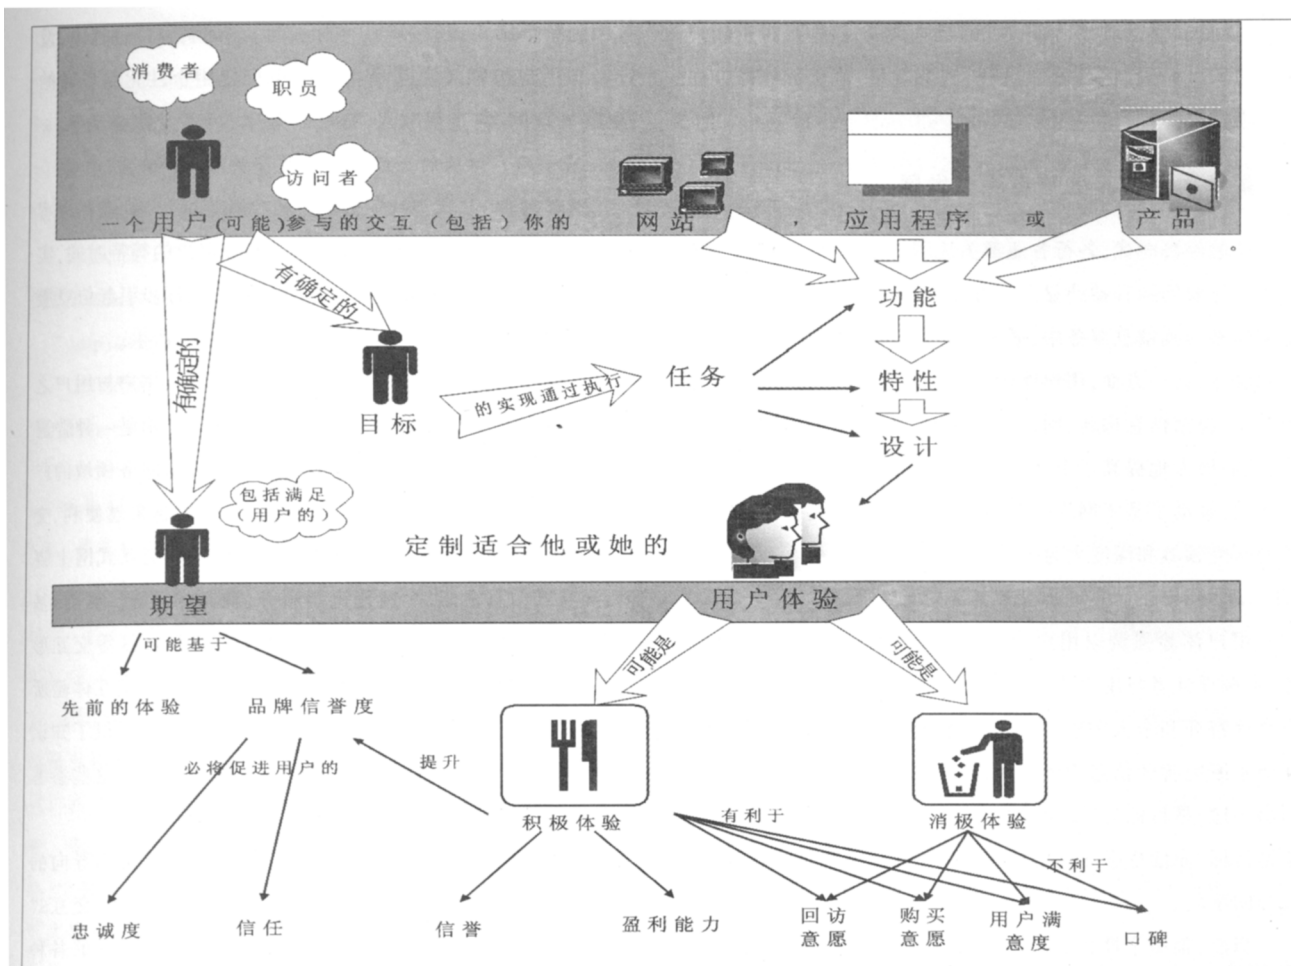 消费者
职员
访问者
一个用户(可能)参与的交互（包括）你的 网站 ， 应用程序 或 产品 。
有确定的
有确定的
功能
特性
设计
任务
目标
的实现通过执行
包括满足
（用户的）
定制适合他或她的
期望
用户体验
可能基于
可能是
可能是
先前的体验
品牌信誉度
必将促进用户的
提升
积极体验
有利于
消极体验
不利于
忠诚度
信任
信誉
盈利能力
回访
意愿
购买
意愿
用户满
意度
口碑